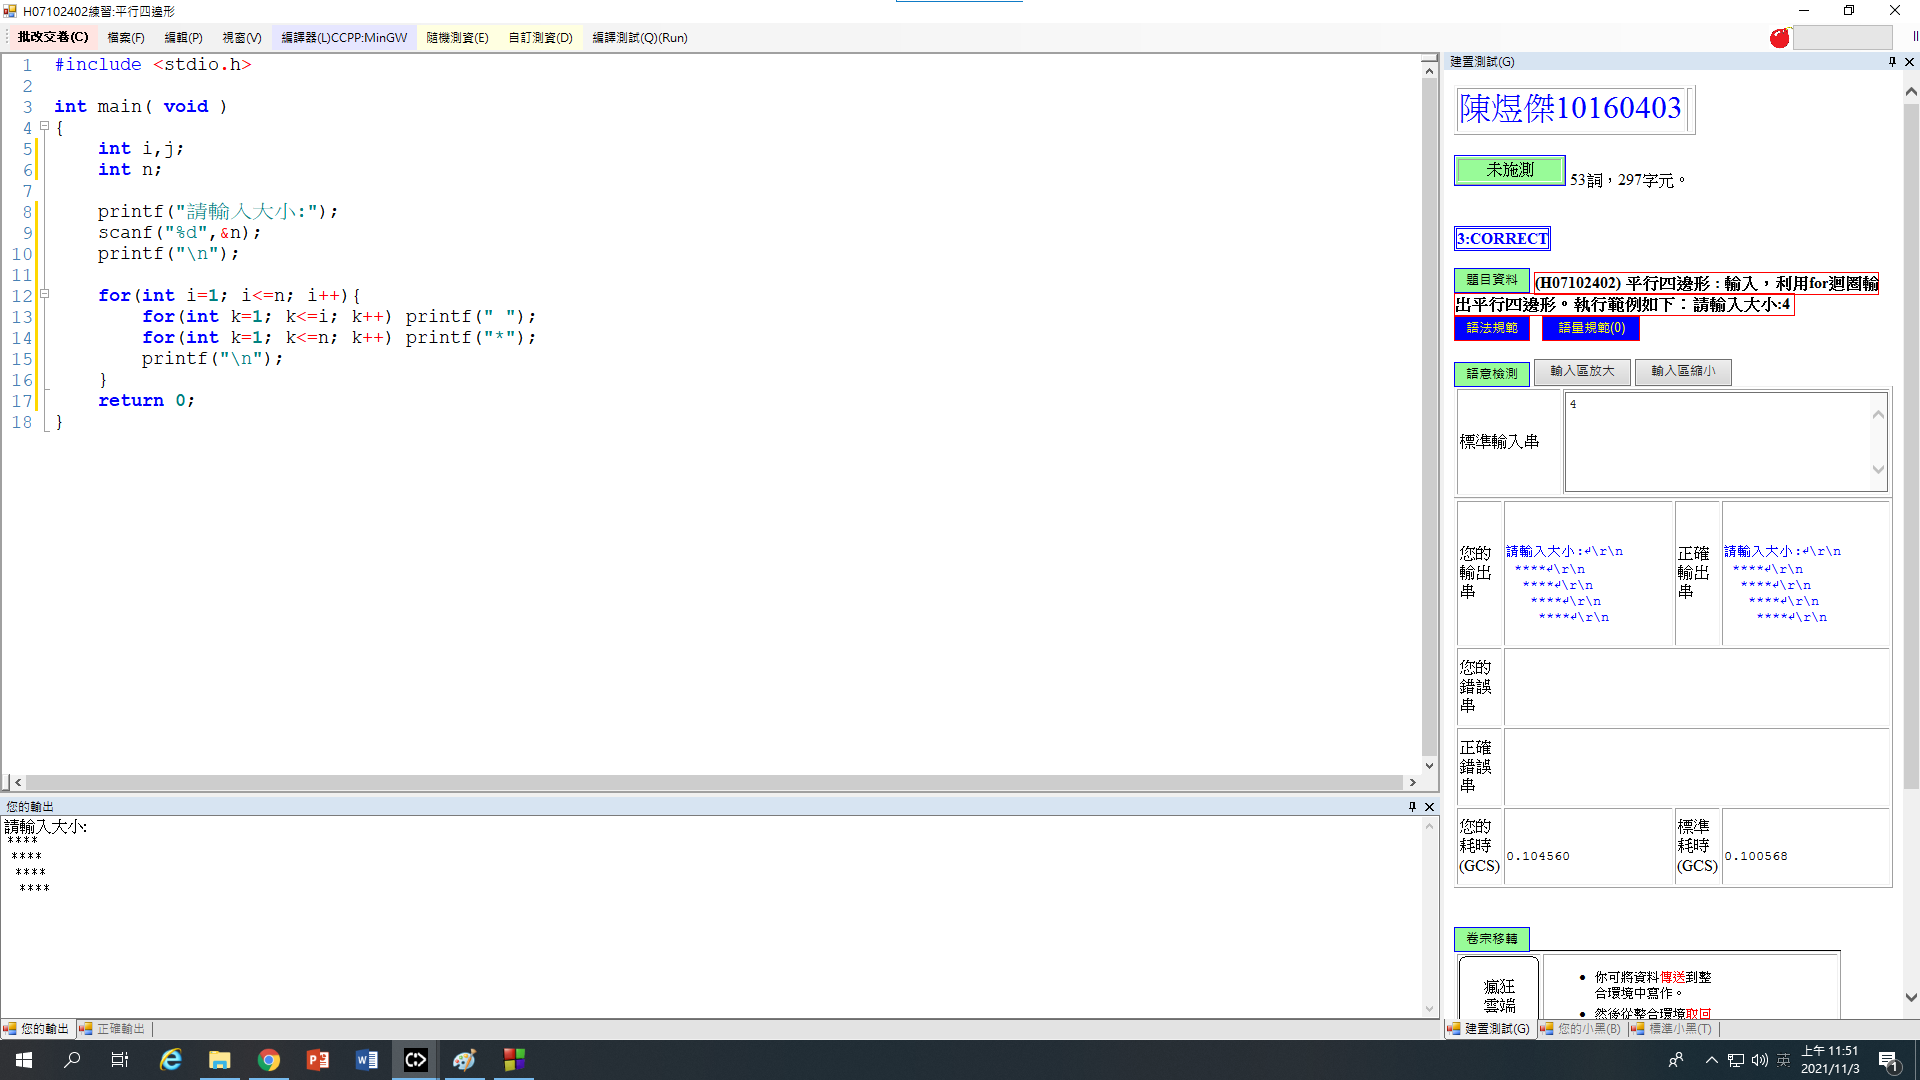 H07102402練習:平行四邊形
批改交卷(C) 檔案(F) 編輯(P) 視窗(V) 編譯器(L)CCPP:MinGW 隨機測資(E) 自訂測資(D) 編譯測試(Q)(Run)
1 #include <stdio.h>
2
3 int main( void )
4 {
5 int i,j;
6 int n;
7
8 printf("請輸入大小:");
9 scanf("%d",&n);
10 printf("\n");
11
12 for(int i=1; i<=n; i++){
13 for(int k=1; k<=i; k++) printf(" ");
14 for(int k=1; k<=n; k++) printf("*");
15 printf("\n");
16 }
17 return 0;
18 }
您的輸出
請輸入大小:
****
****
****
****
您的輸出 正確輸出
建置測試(G)
陳煜傑10160403
未施測 53詞，297字元。
3:CORRECT
題目資料 (H07102402) 平行四邊形 : 輸入，利用for迴圈輸
出平行四邊形。執行範例如下：請輸入大小:4
語法規範 語量規範(0)
語意檢測 輸入區放大 輸入區縮小
標準輸入串 4
您的輸出串
請輸入大小:↲\r\n
****↲\r\n
****↲\r\n
****↲\r\n
****↲\r\n
正確輸出串
請輸入大小:↲\r\n
****↲\r\n
****↲\r\n
****↲\r\n
****↲\r\n
您的錯誤串
正確錯誤串
您的耗時(GCS) 0.104560 標準耗時(GCS) 0.100568
卷宗移轉
瘋狂
雲端
• 你可將資料傳送到整
合環境中寫作。
• 然後從整合環境取回
建置測試(G) 您的小黑(B) 標準小黑(T)
英 上午 11:51
2021/11/3
1